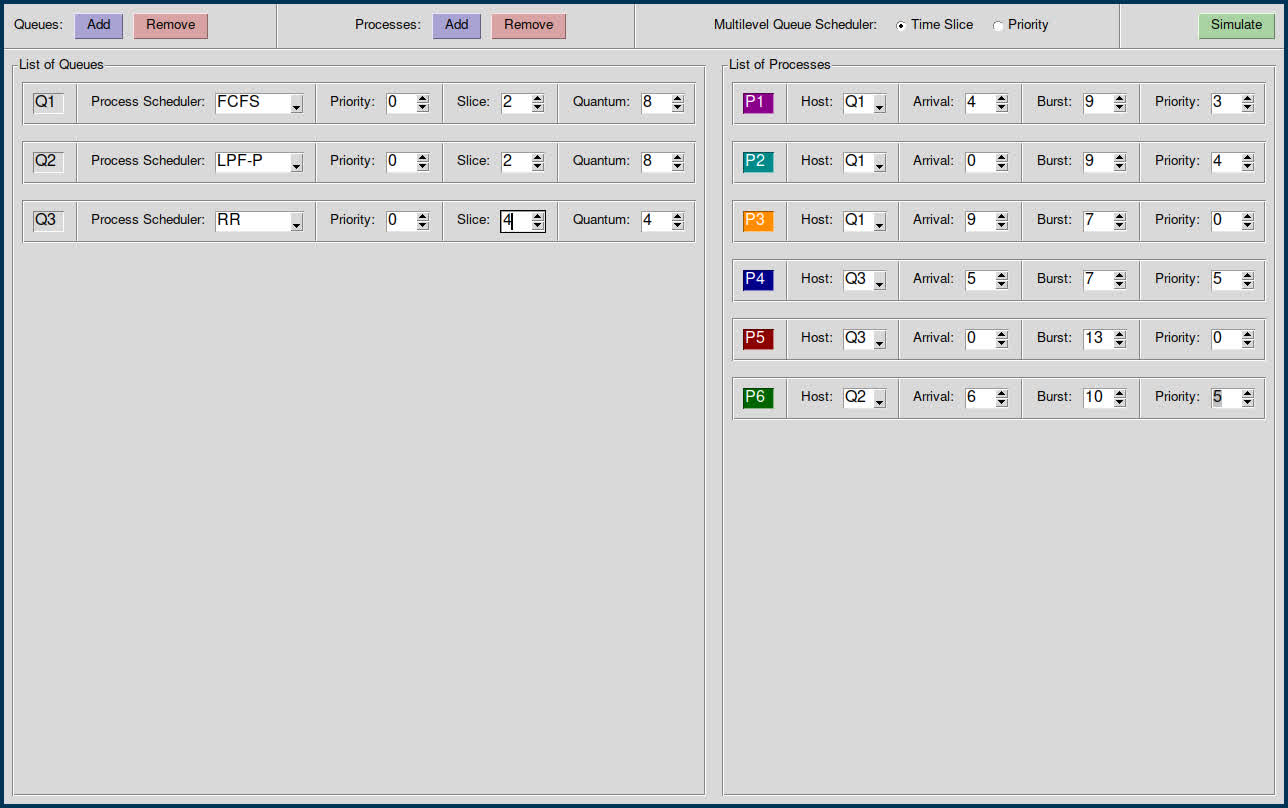 Queues: Add Remove Processes: Add Remove Multilevel Queue Scheduler: Time Slice Priority Simulate
List of Queues
Q1 Process Scheduler: FCFS Priority: 0 Slice: 2 Quantum: 8
Q2 Process Scheduler: LPF-P Priority: 0 Slice: 2 Quantum: 8
Q3 Process Scheduler: RR Priority: 0 Slice: 4 Quantum: 4
List of Processes
P1 Host: Q1 Arrival: 4 Burst: 9 Priority: 3
P2 Host: Q1 Arrival: 0 Burst: 9 Priority: 4
P3 Host: Q1 Arrival: 9 Burst: 7 Priority: 0
P4 Host: Q3 Arrival: 5 Burst: 7 Priority: 5
P5 Host: Q3 Arrival: 0 Burst: 13 Priority: 0
P6 Host: Q2 Arrival: 6 Burst: 10 Priority: 5